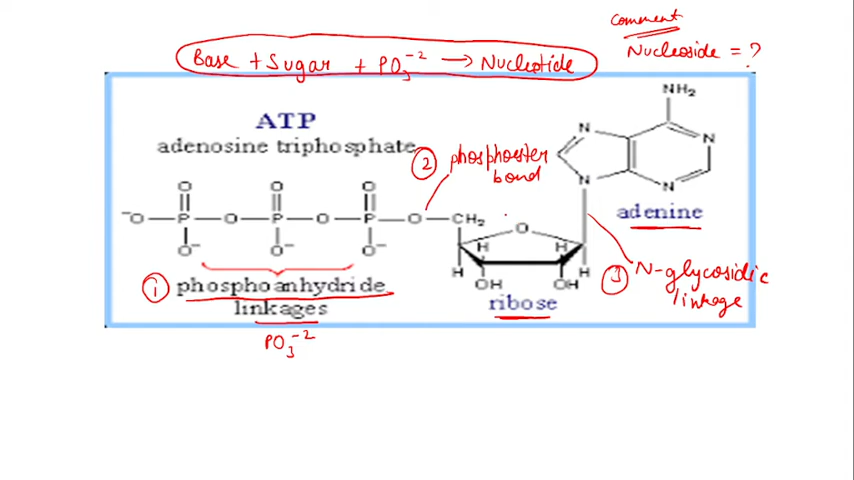 comment
Nucleoside = ?
Base + Sugar + PO₃⁻² → Nucleotide
ATP
adenosine triphosphate
② phosphoester
bond
NH₂
N
N
N
N
adenine
O
O
O
⁻O
P
O
P
O
P
O
CH₂
O⁻
O⁻
O⁻
O
H
H
H
H
OH
OH
ribose
③ N-glycosidic
linkage
① phosphoanhydride
linkages
PO₃⁻²